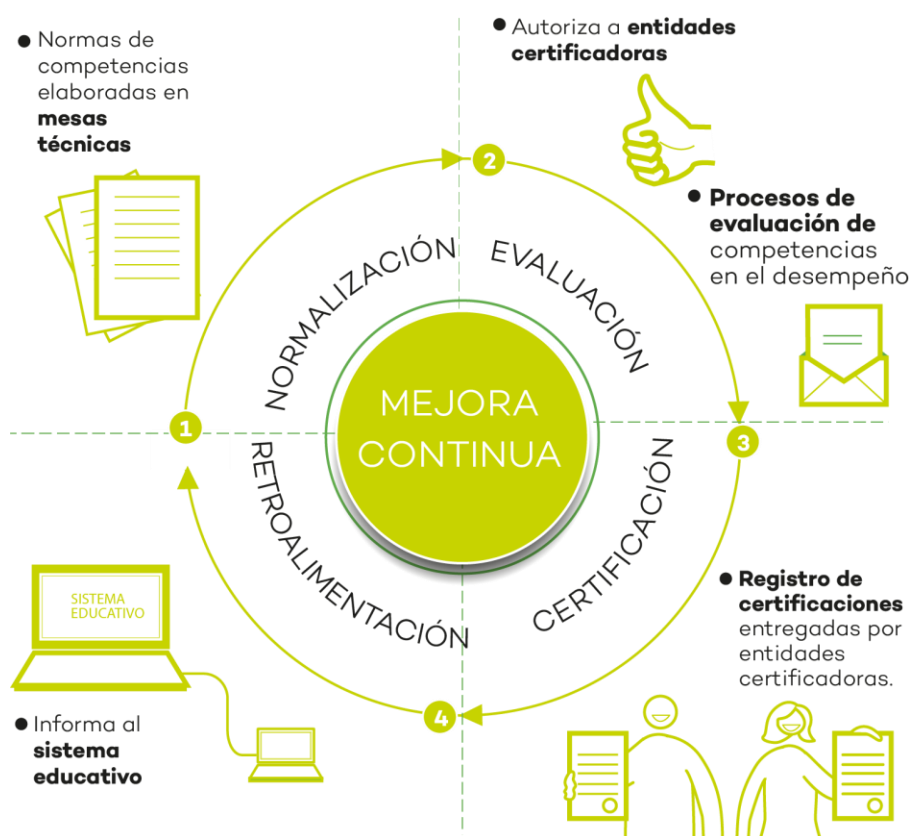 ● Normas de
competencias
elaboradas en
mesas
técnicas
● Autoriza a entidades
certificadoras
● Procesos de
evaluación de
competencias
en el desempeño
1
2
3
4
NORMALIZACIÓN
EVALUACIÓN
CERTIFICACIÓN
RETROALIMENTACIÓN
MEJORA
CONTINUA
● Registro de
certificaciones
entregadas por
entidades
certificadoras.
SISTEMA
EDUCATIVO
● Informa al
sistema
educativo